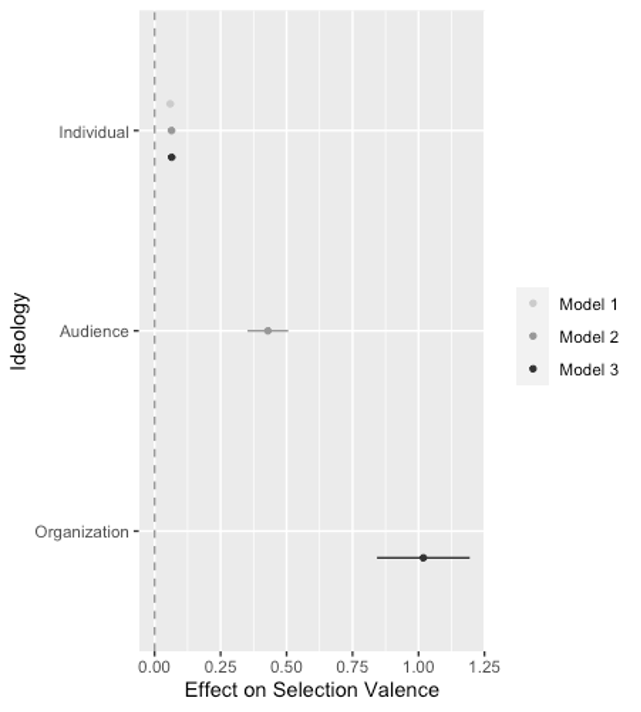 Ideology
Individual
Audience
Organization
0.00 0.25 0.50 0.75 1.00 1.25
Effect on Selection Valence
Model 1
Model 2
Model 3